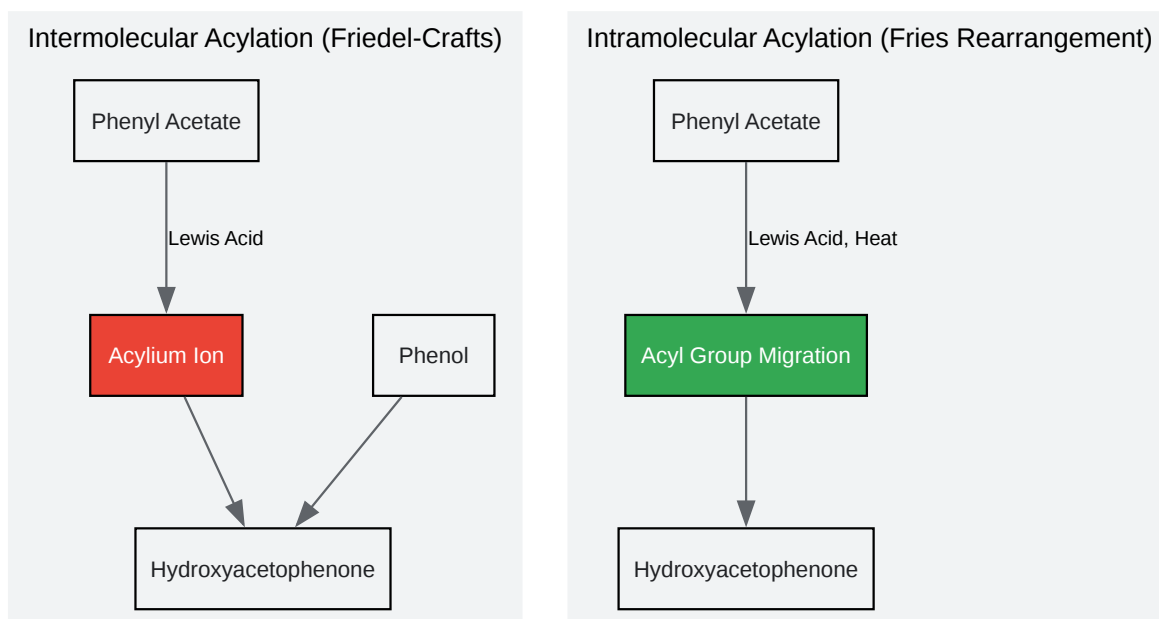 Intermolecular Acylation (Friedel-Crafts)
Phenyl Acetate
Lewis Acid
Acylium Ion
Phenol
Hydroxyacetophenone
Intramolecular Acylation (Fries Rearrangement)
Phenyl Acetate
Lewis Acid, Heat
Acyl Group Migration
Hydroxyacetophenone